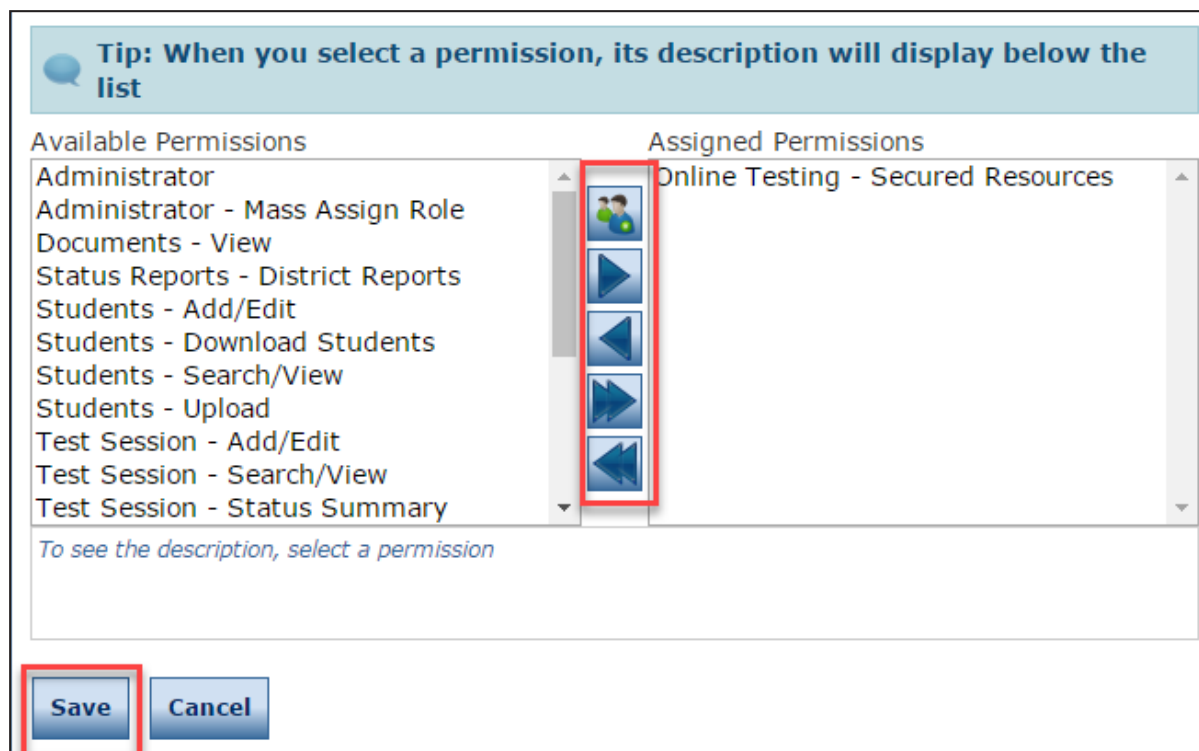 Tip: When you select a permission, its description will display below the
list
Available Permissions
Assigned Permissions
Administrator
Administrator - Mass Assign Role
Documents - View
Status Reports - District Reports
Students - Add/Edit
Students - Download Students
Students - Search/View
Students - Upload
Test Session - Add/Edit
Test Session - Search/View
Test Session - Status Summary
Online Testing - Secured Resources
To see the description, select a permission
Save
Cancel